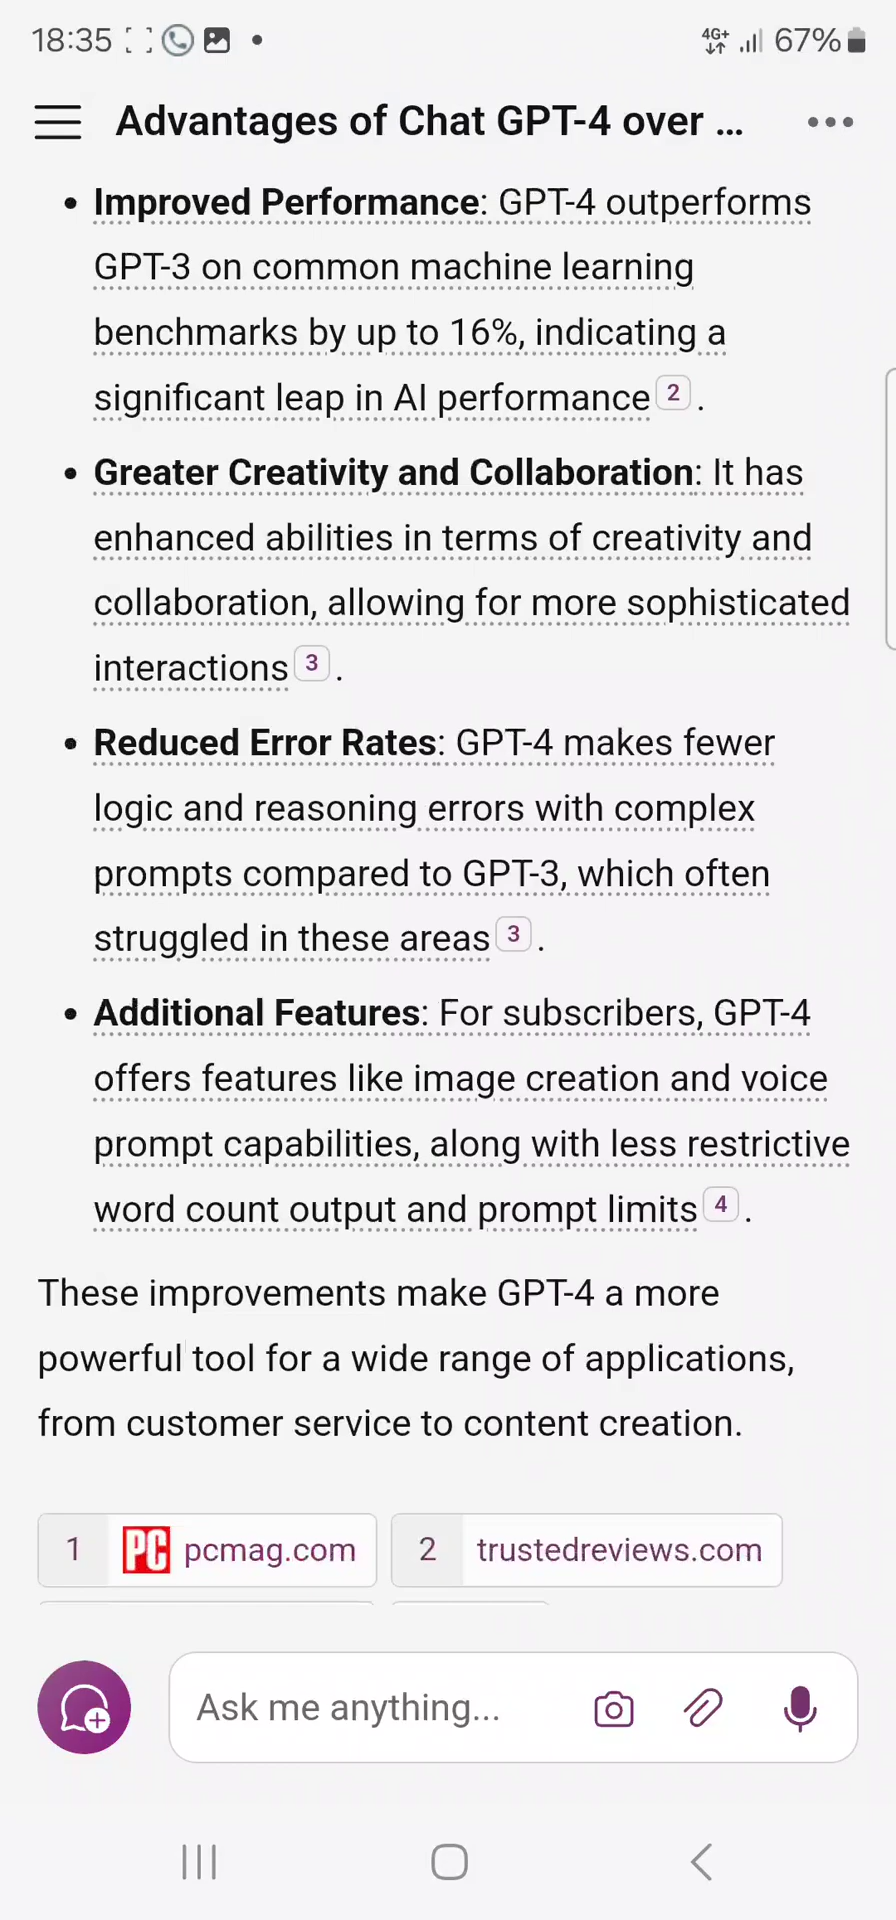 18:35 4G+ 67%
Advantages of Chat GPT-4 over ...
• Improved Performance: GPT-4 outperforms
GPT-3 on common machine learning
benchmarks by up to 16%, indicating a
significant leap in AI performance 2 .
• Greater Creativity and Collaboration: It has
enhanced abilities in terms of creativity and
collaboration, allowing for more sophisticated
interactions 3 .
• Reduced Error Rates: GPT-4 makes fewer
logic and reasoning errors with complex
prompts compared to GPT-3, which often
struggled in these areas 3 .
• Additional Features: For subscribers, GPT-4
offers features like image creation and voice
prompt capabilities, along with less restrictive
word count output and prompt limits 4 .
These improvements make GPT-4 a more
powerful tool for a wide range of applications,
from customer service to content creation.
1 PC pcmag.com 2 trustedreviews.com
Ask me anything...